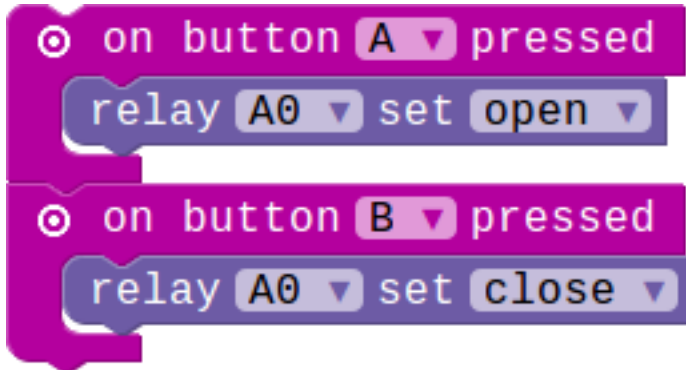 on button A pressed
relay A0 set open
on button B pressed
relay A0 set close